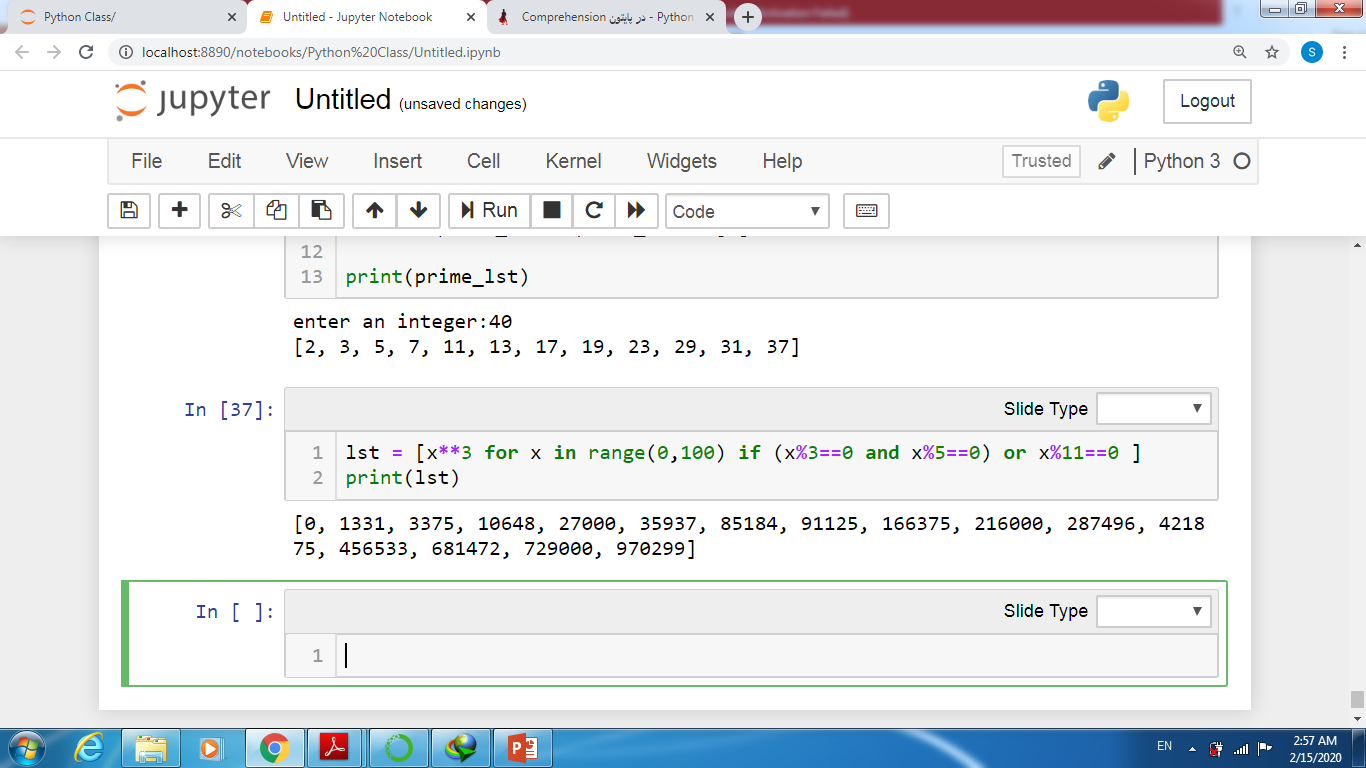 Python Class/
Untitled - Jupyter Notebook
Comprehension در پایتون - Python
localhost:8890/notebooks/Python%20Class/Untitled.ipynb
S
jupyter Untitled (unsaved changes)
Logout
File Edit View Insert Cell Kernel Widgets Help
Trusted
Python 3
Run
Code
12
13 print(prime_lst)
enter an integer:40
[2, 3, 5, 7, 11, 13, 17, 19, 23, 29, 31, 37]
In [37]:
Slide Type
1 lst = [x**3 for x in range(0,100) if (x%3==0 and x%5==0) or x%11==0 ]
2 print(lst)
[0, 1331, 3375, 10648, 27000, 35937, 85184, 91125, 166375, 216000, 287496, 4218
75, 456533, 681472, 729000, 970299]
In [ ]:
Slide Type
1
EN
2:57 AM
2/15/2020